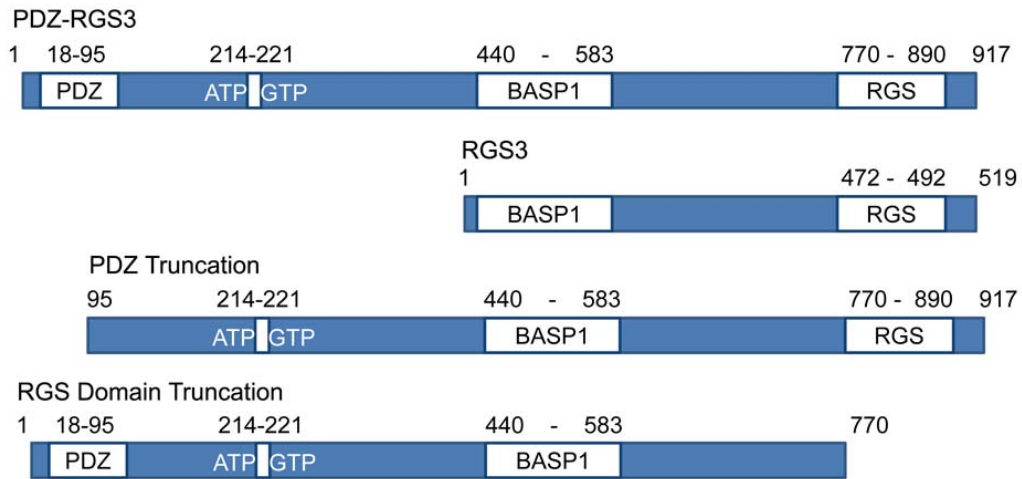 PDZ-RGS3
1 18-95 214-221 440 - 583 770 - 890 917
PDZ ATP GTP BASP1 RGS
RGS3
1 472 - 492 519
BASP1 RGS
PDZ Truncation
95 214-221 440 - 583 770 - 890 917
ATP GTP BASP1 RGS
RGS Domain Truncation
1 18-95 214-221 440 - 583 770
PDZ ATP GTP BASP1